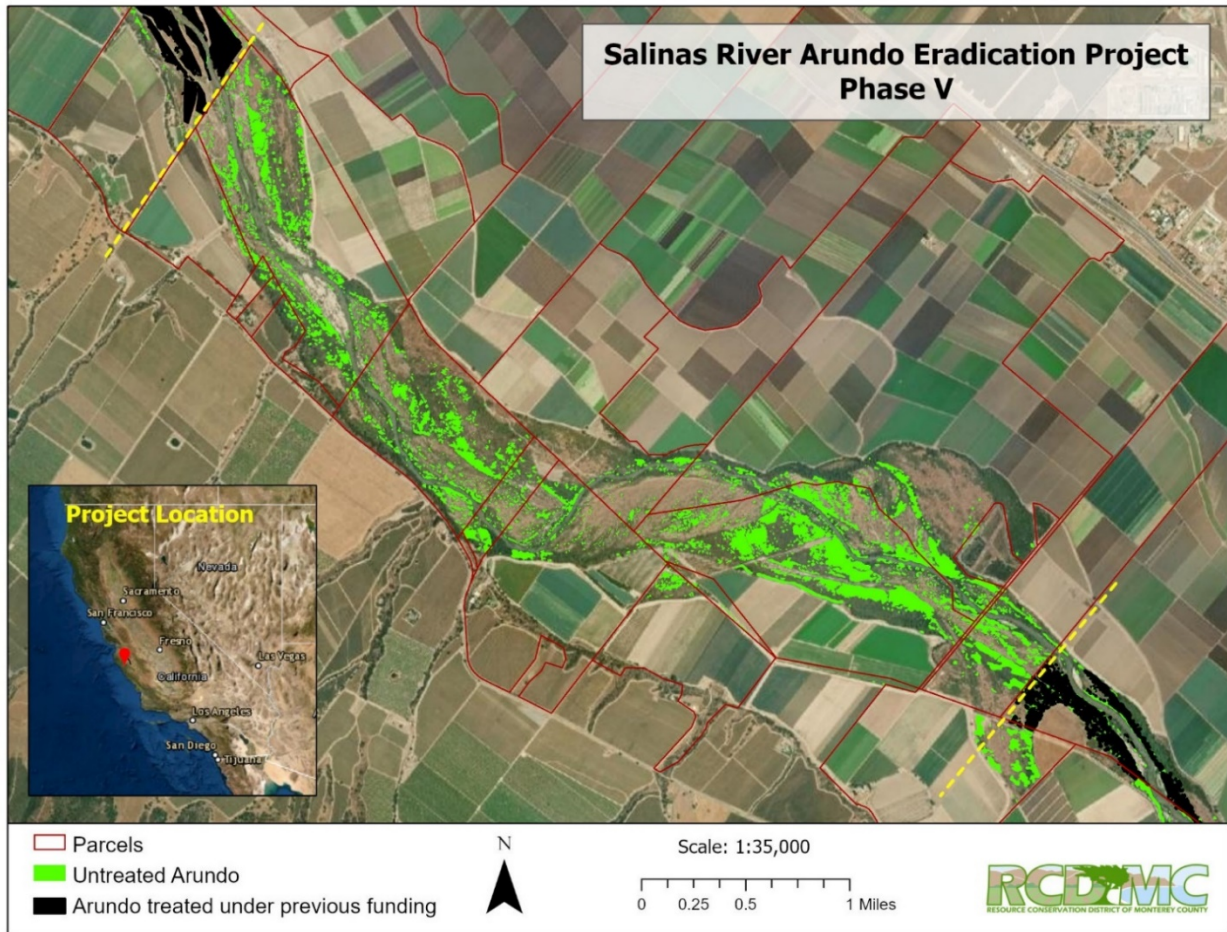 Salinas River Arundo Eradication Project
Phase V
Project Location
Nevada
Sacramento
San Francisco
Fresno
Las Vegas
California
Los Angeles
San Diego
Tijuana
Parcels
Untreated Arundo
Arundo treated under previous funding
N
Scale: 1:35,000
0 0.25 0.5 1 Miles
RCD MC
RESOURCE CONSERVATION DISTRICT OF MONTEREY COUNTY